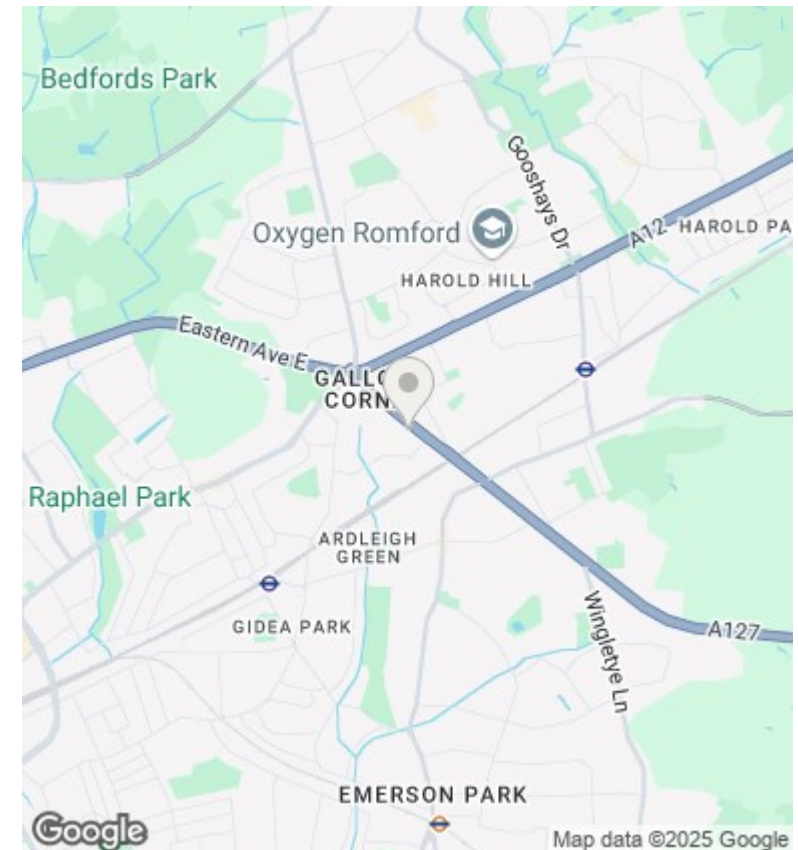 Bedfords Park
Gooshays Dr
Oxygen Romford
A12
HAROLD PA
HAROLD HILL
Eastern Ave E
GALLO
CORN
Raphael Park
ARDLEIGH
GREEN
GIDEA PARK
A127
Wingletye Ln
EMERSON PARK
Google
Map data ©2025 Google